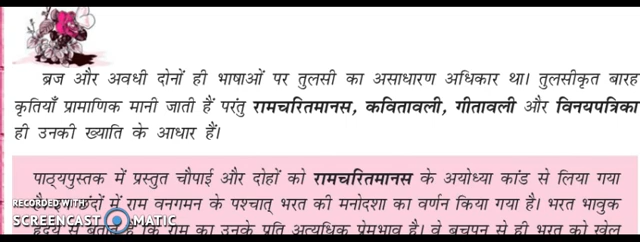 ब्रज और अवधी दोनों ही भाषाओं पर तुलसी का असाधारण अधिकार था। तुलसीकृत बारह
कृतियाँ प्रामाणिक मानी जाती हैं परंतु रामचरितमानस, कवितावली, गीतावली और विनयपत्रिका
ही उनकी ख्याति के आधार हैं।
पाठ्यपुस्तक में प्रस्तुत चौपाई और दोहों को रामचरितमानस के अयोध्या कांड से लिया गया
में राम वनगमन के पश्चात् भरत की मनोदशा का वर्णन किया गया है। भरत भावुक
राम का उनके प्रति अत्यधिक प्रेमभाव है। वे बचपन से ही भरत को खेल
RECORDED WITH
SCREENCAST MATIC